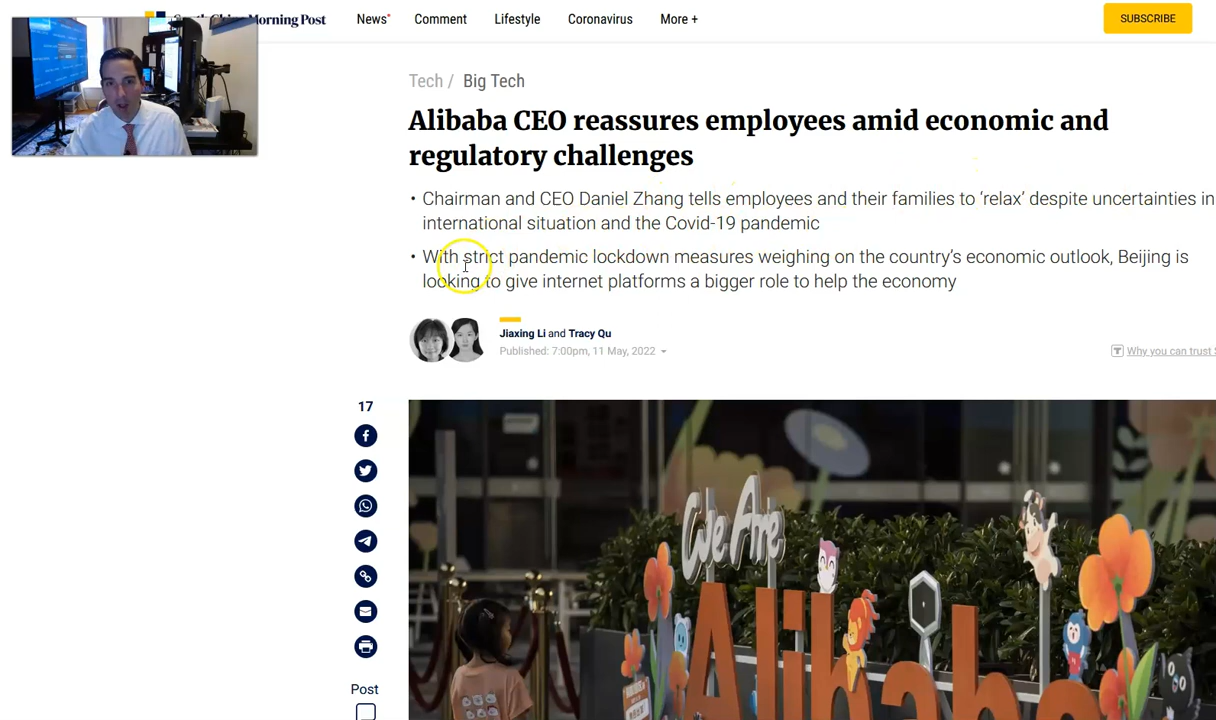 Morning Post
News
Comment
Lifestyle
Coronavirus
More +
SUBSCRIBE
Tech / Big Tech
Alibaba CEO reassures employees amid economic and
regulatory challenges
• Chairman and CEO Daniel Zhang tells employees and their families to ‘relax’ despite uncertainties in
international situation and the Covid-19 pandemic
• With strict pandemic lockdown measures weighing on the country’s economic outlook, Beijing is
looking to give internet platforms a bigger role to help the economy
Jiaxing Li and Tracy Qu
Published: 7:00pm, 11 May, 2022
Why you can trust
17
Post
We Are
Alibaba